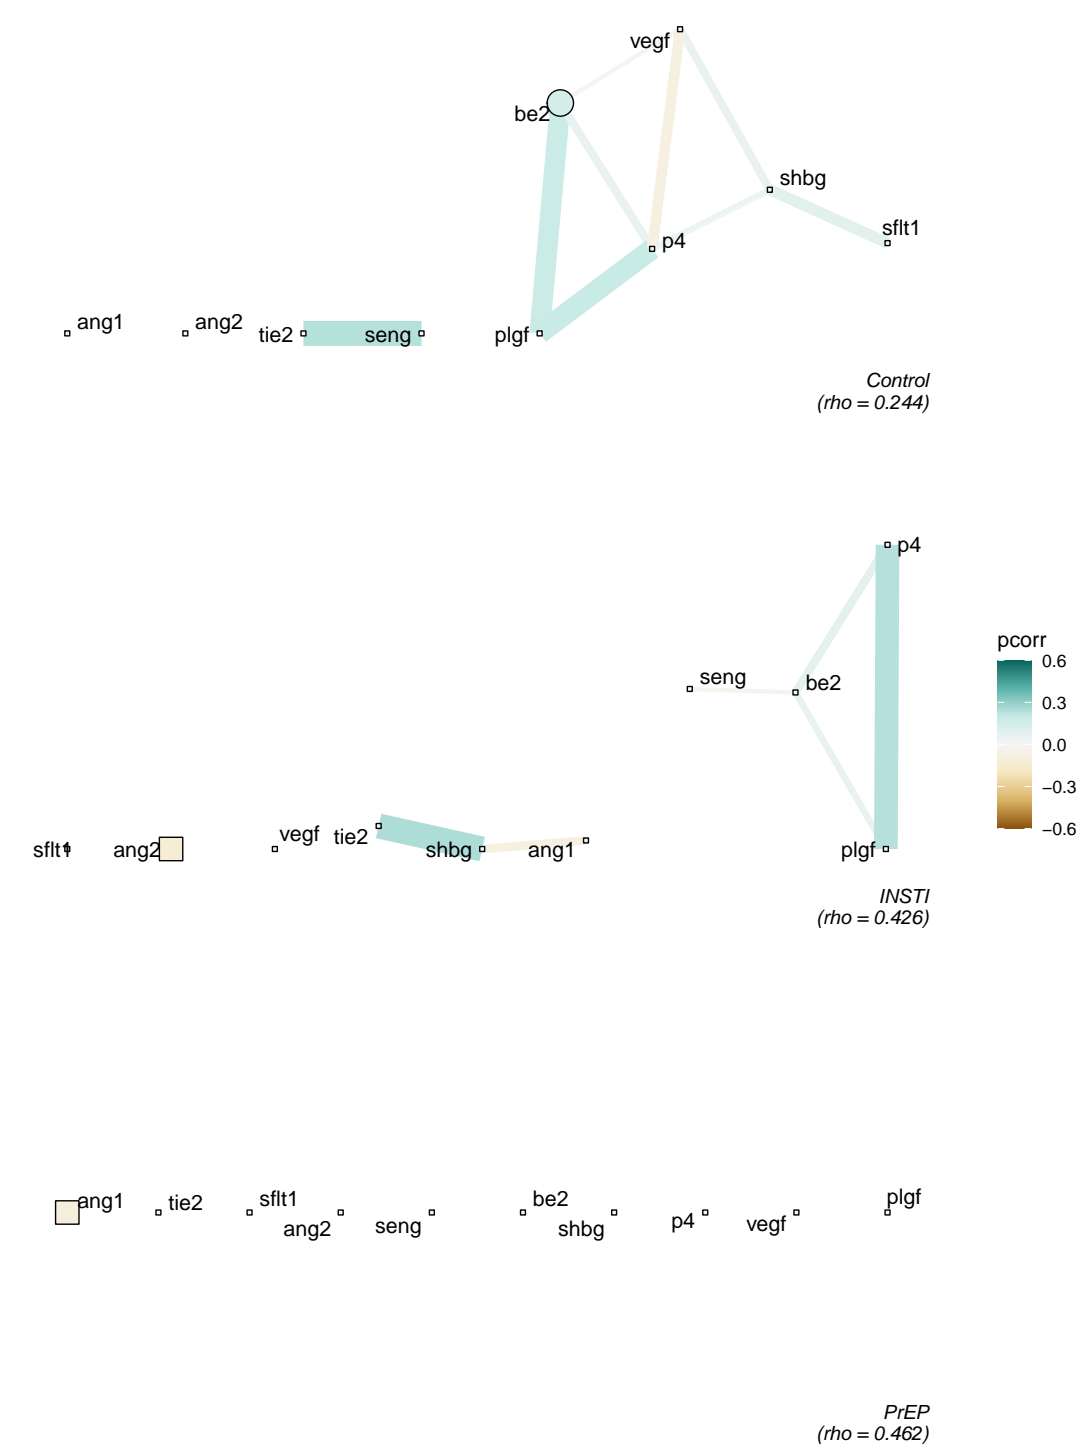 vegf
be2
shbg
sflt1
p4
ang1
ang2
tie2
seng
plgf
Control
(rho = 0.244)
p4
pcorr
0.6
0.3
0.0
−0.3
−0.6
seng
be2
vegf
tie2
sflt1
ang2
shbg
ang1
plgf
INSTI
(rho = 0.426)
ang1
tie2
sflt1
ang2
seng
be2
shbg
p4
vegf
plgf
PrEP
(rho = 0.462)